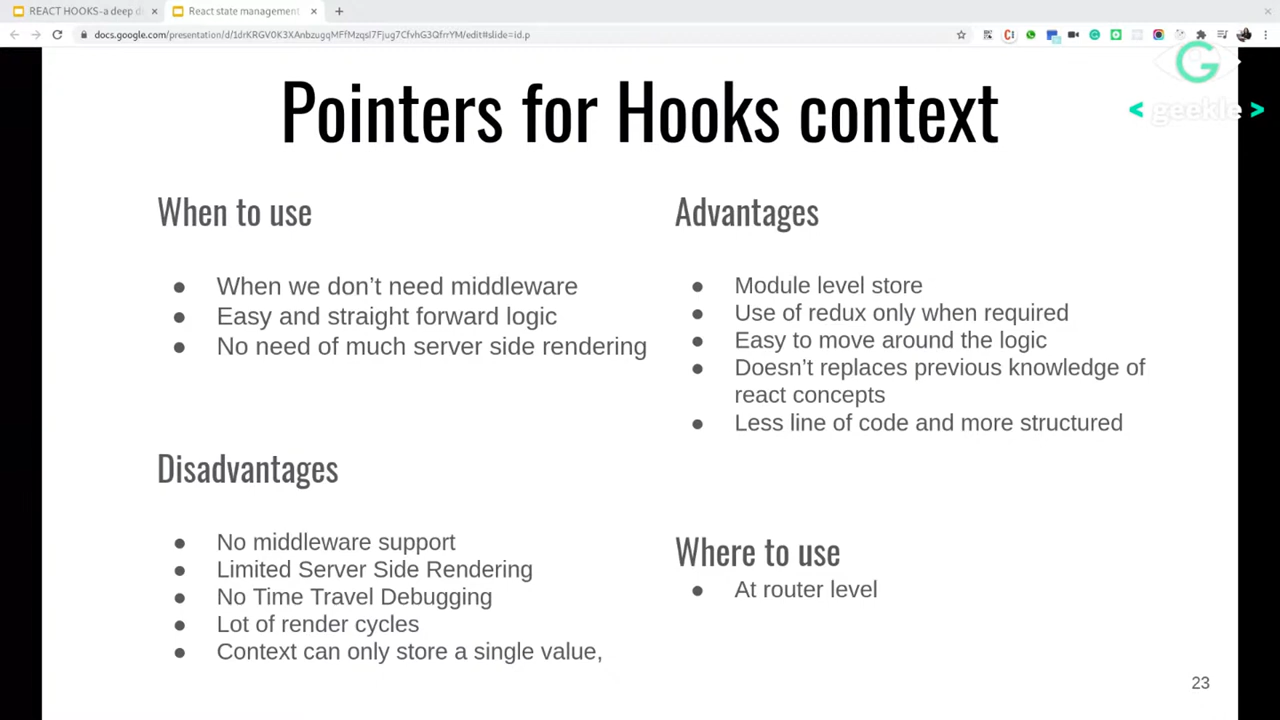 REACT HOOKS-a deep d
React state management
docs.google.com/presentation/d/1drKRGV0K3XAnbzugqMFfMzqsI7Fjug7CfvhG3QfrrYM/edit#slide=id.p
G
< geekle >
Pointers for Hooks context
When to use
● When we don’t need middleware
● Easy and straight forward logic
● No need of much server side rendering
Advantages
● Module level store
● Use of redux only when required
● Easy to move around the logic
● Doesn’t replaces previous knowledge of
react concepts
● Less line of code and more structured
Disadvantages
● No middleware support
● Limited Server Side Rendering
● No Time Travel Debugging
● Lot of render cycles
● Context can only store a single value,
Where to use
● At router level
23